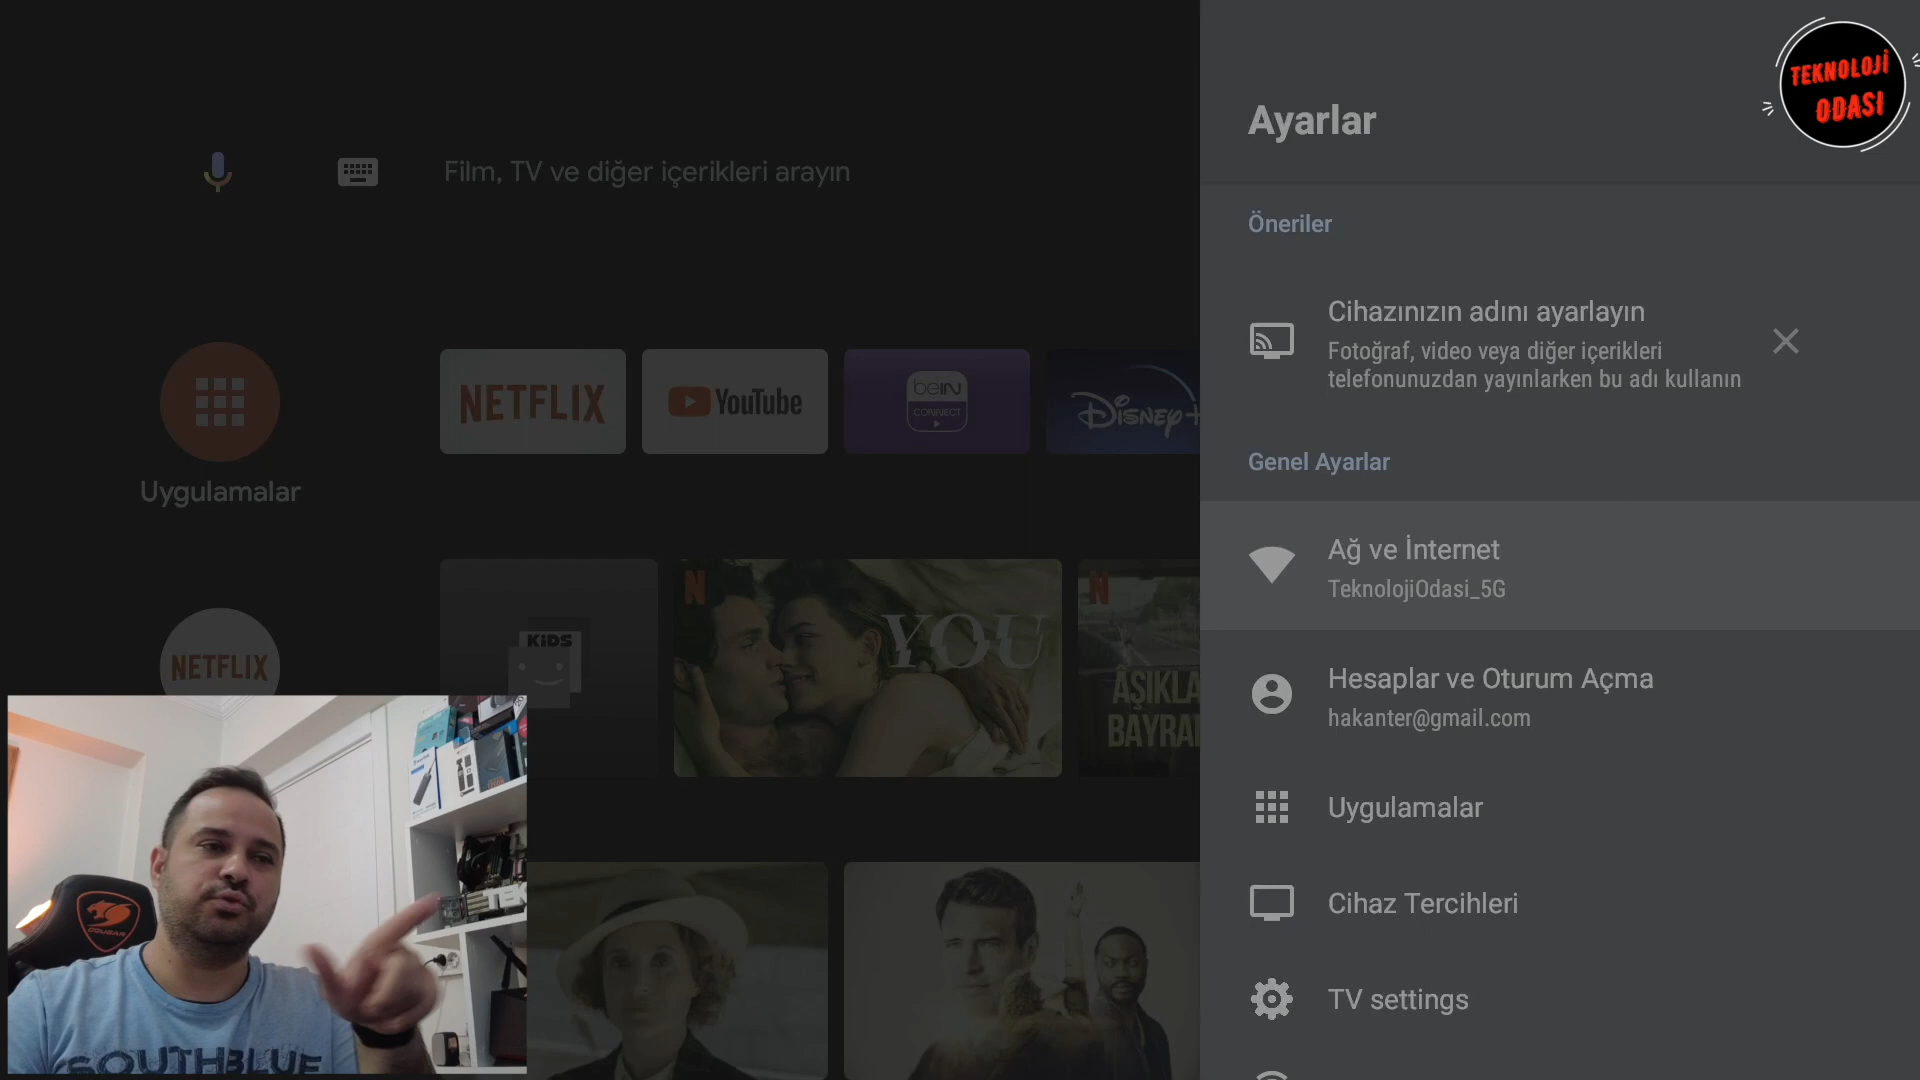 TEKNOLOJİ
ODASI
Ayarlar
Film, TV ve diğer içerikleri arayın
Öneriler
Cihazınızın adını ayarlayın
Fotoğraf, video veya diğer içerikleri
telefonunuzdan yayınlarken bu adı kullanın
NETFLIX
YouTube
beIN
CONNECT
Disney+
Uygulamalar
Genel Ayarlar
Ağ ve İnternet
TeknolojiOdasi_5G
KiDS
N
YOU
N
AŞIKLA
BAYRA
NETFLIX
Hesaplar ve Oturum Açma
hakanter@gmail.com
Uygulamalar
Cihaz Tercihleri
TV settings
COUGAR
SOUTHBLUE